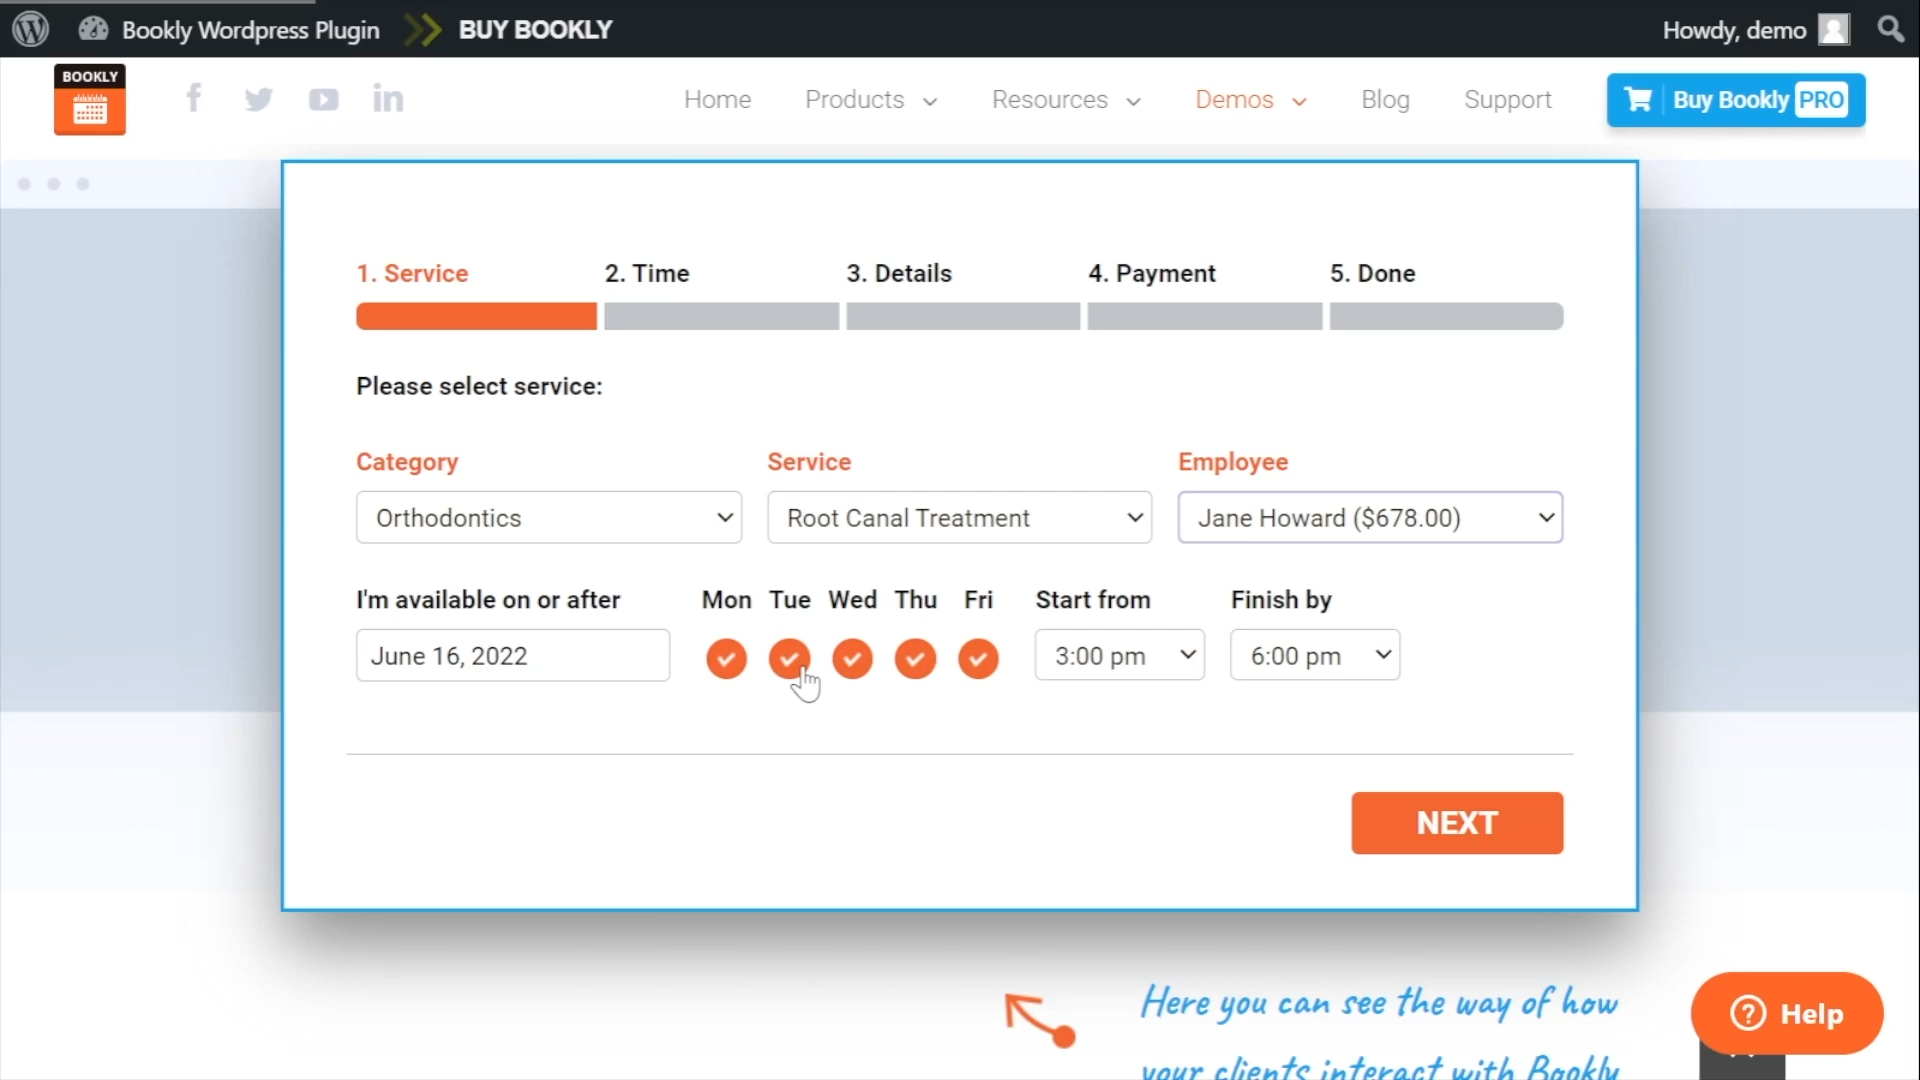 Bookly Wordpress Plugin BUY BOOKLY Howdy, demo
BOOKLY Home Products Resources Demos Blog Support Buy Bookly PRO
1. Service 2. Time 3. Details 4. Payment 5. Done
Please select service:
Category Service Employee
Orthodontics Root Canal Treatment Jane Howard ($678.00)
I'm available on or after Mon Tue Wed Thu Fri Start from Finish by
June 16, 2022 3:00 pm 6:00 pm
NEXT
Here you can see the way of how
your clients interact with Bookly
Help